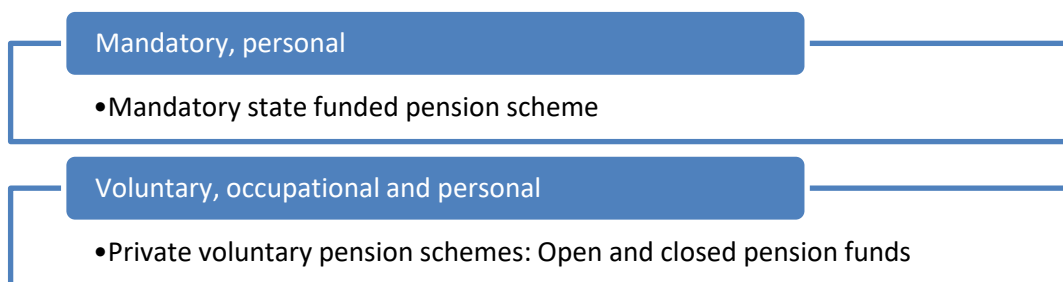 Mandatory, personal
•Mandatory state funded pension scheme
Voluntary, occupational and personal
•Private voluntary pension schemes: Open and closed pension funds